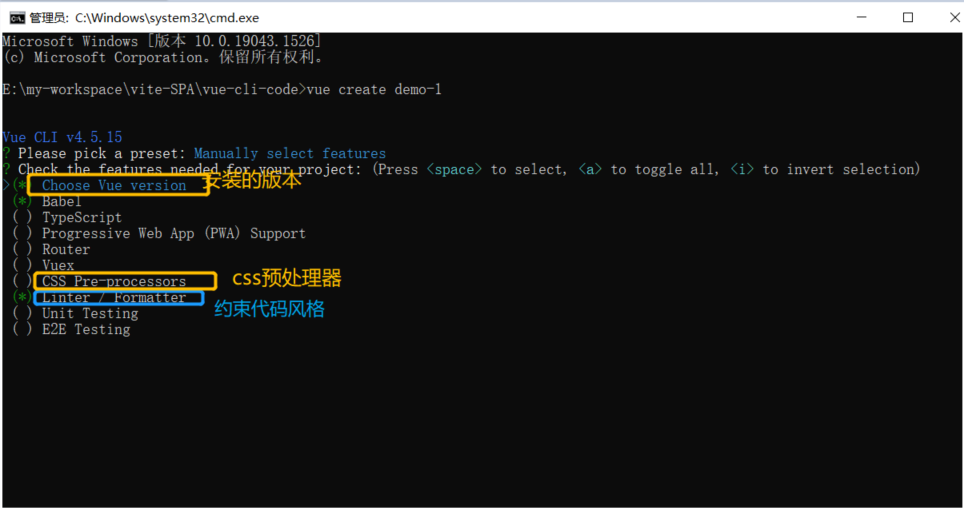 管理员: C:\Windows\system32\cmd.exe
Microsoft Windows [版本 10.0.19043.1526]
(c) Microsoft Corporation。保留所有权利。
E:\my-workspace\vite-SPA\vue-cli-code>vue create demo-1
Vue CLI v4.5.15
? Please pick a preset: Manually select features
? Check the features needed for your project: (Press <space> to select, <a> to toggle all, <i> to invert selection)
>(*) Choose Vue version 安装的版本
(*) Babel
( ) TypeScript
( ) Progressive Web App (PWA) Support
( ) Router
( ) Vuex
( ) CSS Pre-processors css预处理器
(*) Linter / Formatter 约束代码风格
( ) Unit Testing
( ) E2E Testing